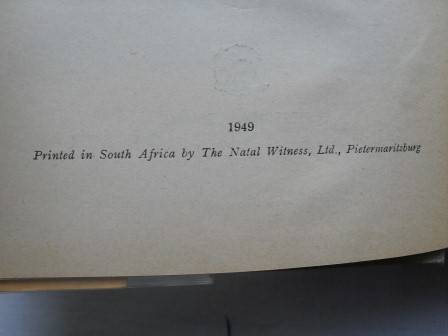 1949
Printed in South Africa by The Natal Witness, Ltd., Pietermaritzburg